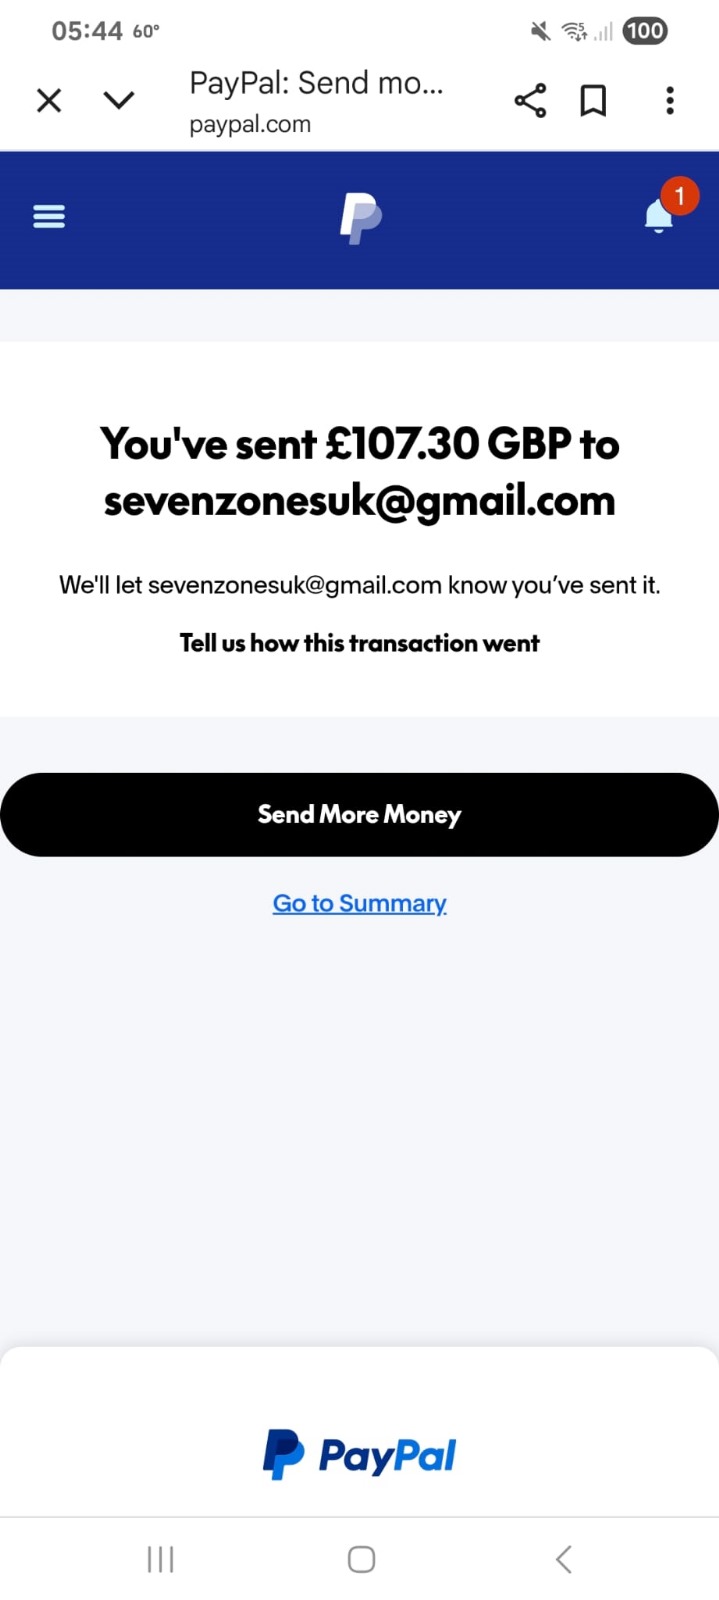 05:44 60°
100
PayPal: Send mo...
paypal.com
1
You've sent £107.30 GBP to
sevenzonesuk@gmail.com
We'll let sevenzonesuk@gmail.com know you’ve sent it.
Tell us how this transaction went
Send More Money
Go to Summary
PayPal